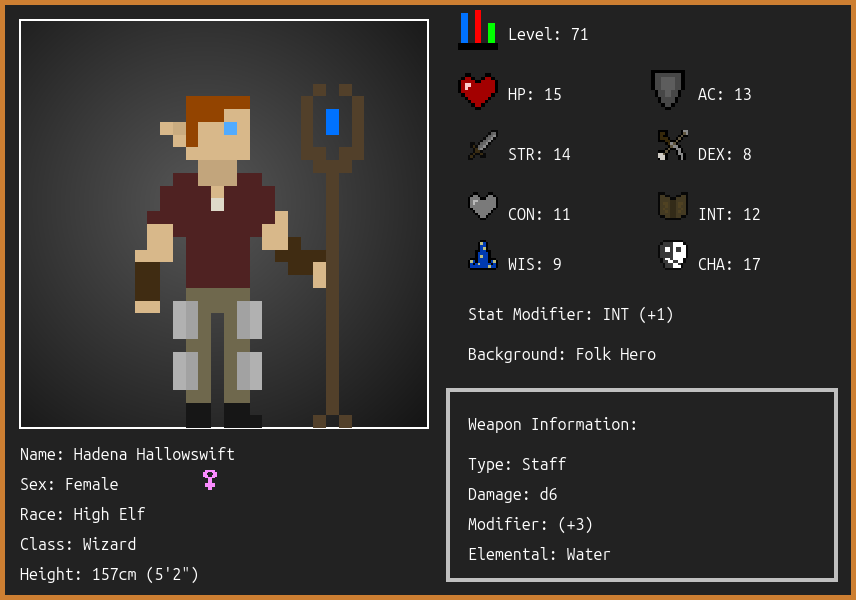 Level: 71
HP: 15
AC: 13
STR: 14
DEX: 8
CON: 11
INT: 12
WIS: 9
CHA: 17
Stat Modifier: INT (+1)
Background: Folk Hero
Weapon Information:
Type: Staff
Damage: d6
Modifier: (+3)
Elemental: Water
Name: Hadena Hallowswift
Sex: Female
Race: High Elf
Class: Wizard
Height: 157cm (5'2")